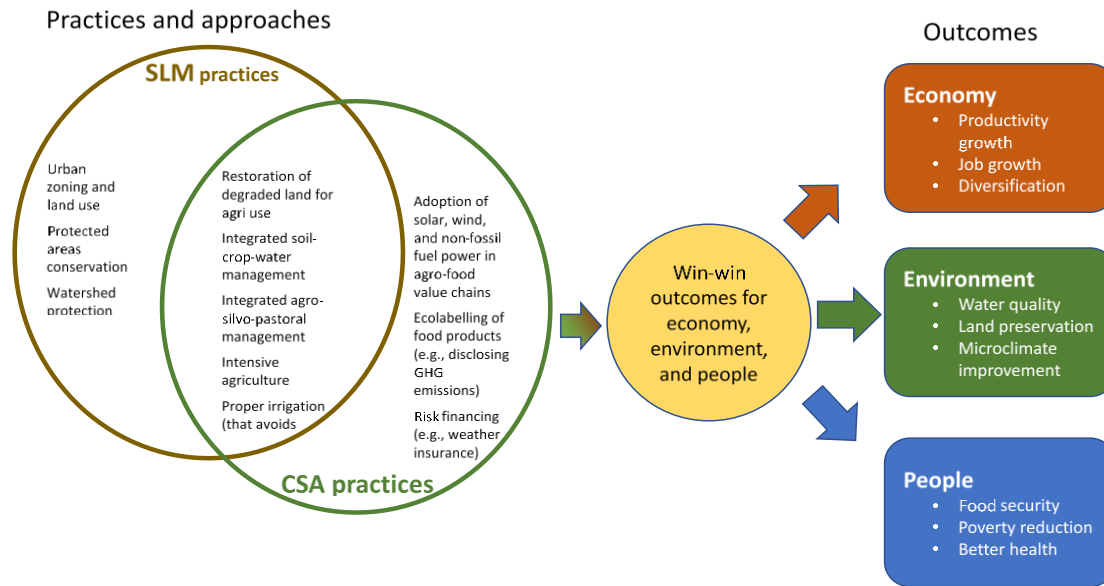 Practices and approaches
SLM practices
Urban
zoning and
land use
Protected
areas
conservation
Watershed
protection
Restoration of
degraded land for
agri use
Integrated soil-
crop-water
management
Integrated agro-
silvo-pastoral
management
Intensive
agriculture
Proper irrigation
(that avoids
Adoption of
solar, wind,
and non-fossil
fuel power in
agro-food
value chains
Ecolabelling of
food products
(e.g., disclosing
GHG
emissions)
Risk financing
(e.g., weather
insurance)
CSA practices
Win-win
outcomes for
economy,
environment,
and people
Outcomes
Economy
• Productivity
growth
• Job growth
• Diversification
Environment
• Water quality
• Land preservation
• Microclimate
improvement
People
• Food security
• Poverty reduction
• Better health